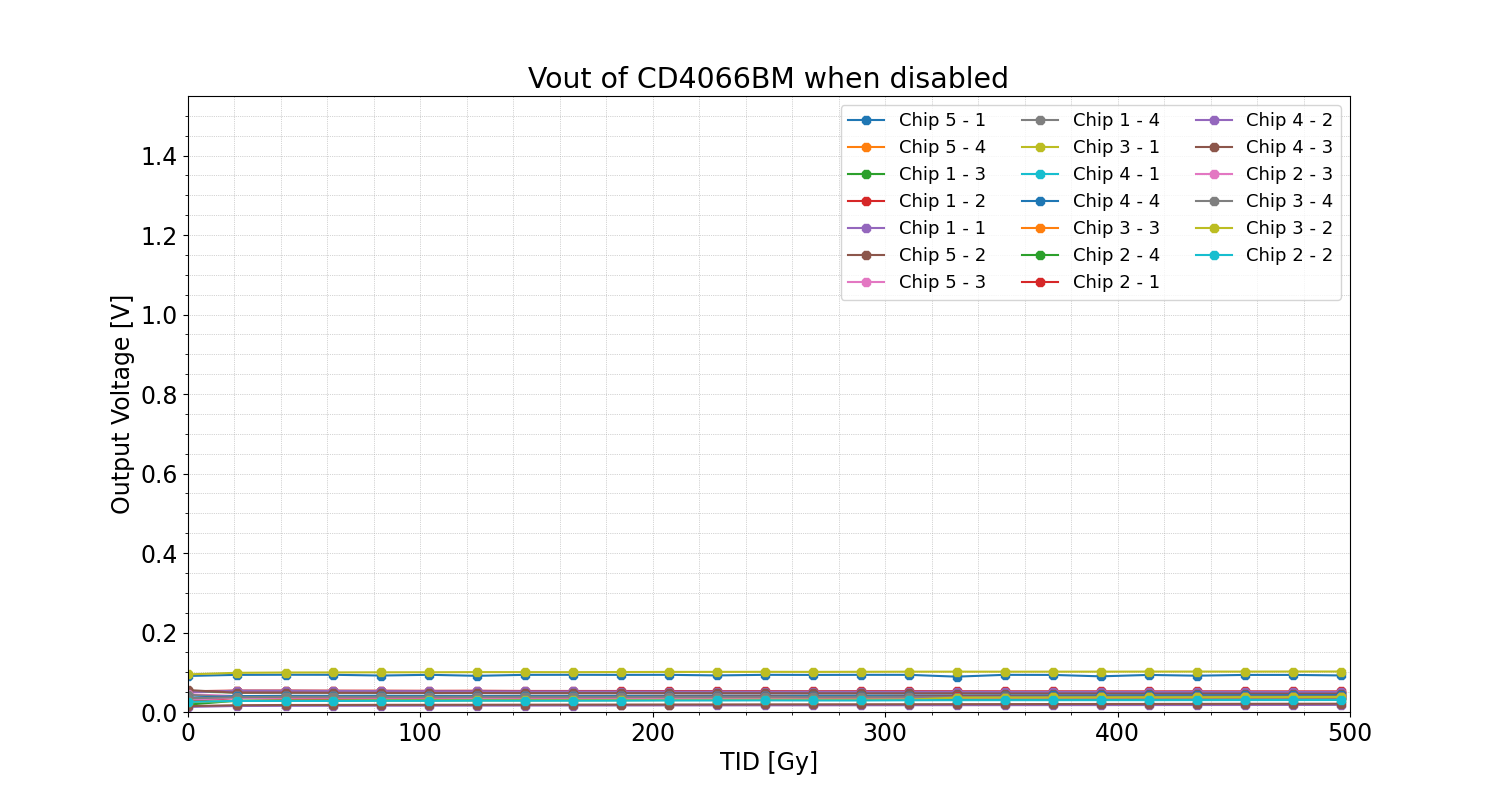 Vout of CD4066BM when disabled
Output Voltage [V]
1.4
1.2
1.0
0.8
0.6
0.4
0.2
0.0
Chip 5 - 1
Chip 5 - 4
Chip 1 - 3
Chip 1 - 2
Chip 1 - 1
Chip 5 - 2
Chip 5 - 3
Chip 1 - 4
Chip 3 - 1
Chip 4 - 1
Chip 4 - 4
Chip 3 - 3
Chip 2 - 4
Chip 2 - 1
Chip 4 - 2
Chip 4 - 3
Chip 2 - 3
Chip 3 - 4
Chip 3 - 2
Chip 2 - 2
0 100 200 300 400 500
TID [Gy]